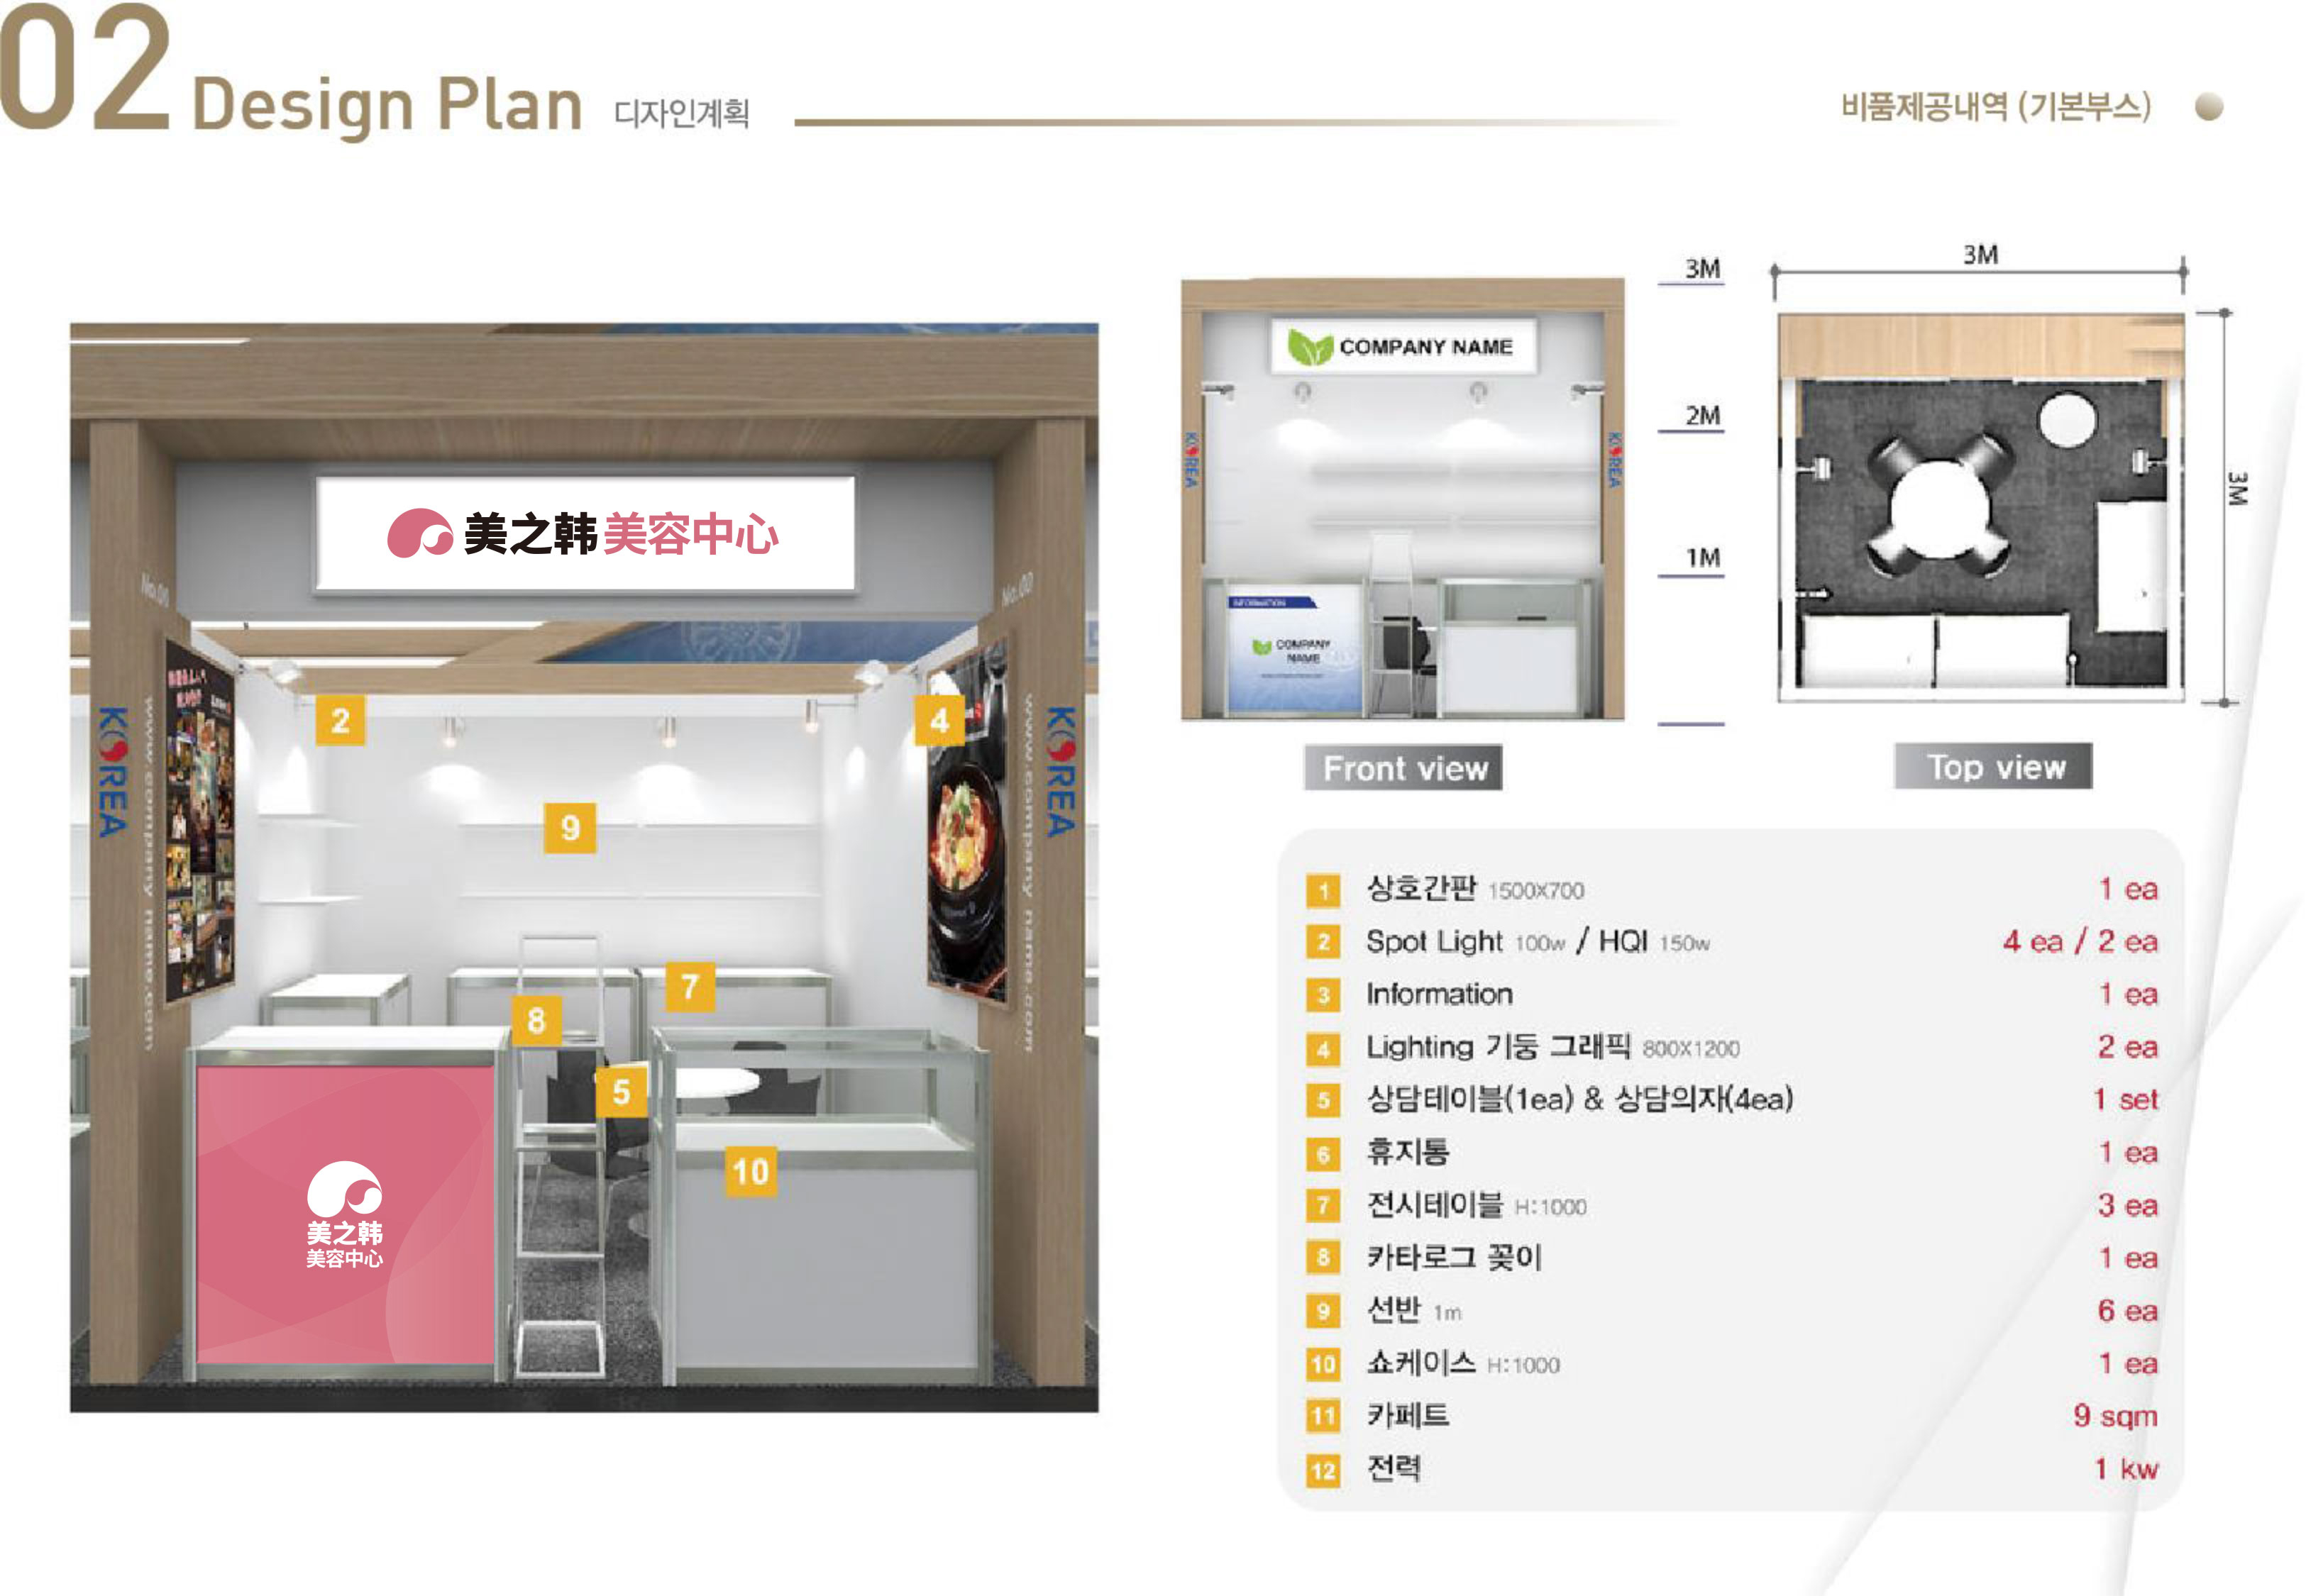 02 Design Plan 디자인계획
비품제공내역 (기본부스)
美之韩美容中心
No.00
No.00
KOREA
www.company name.com
2
4
9
7
8
5
10
www.company name.com
KOREA
美之韩
美容中心
COMPANY NAME
KOREA
KOREA
INFORMATION
COMPANY
NAME
3M
2M
1M
Front view
3M
3M
Top view
1 상호간판 1500X700 1 ea
2 Spot Light 100w / HQI 150w 4 ea / 2 ea
3 Information 1 ea
4 Lighting 기둥 그래픽 800X1200 2 ea
5 상담테이블(1ea) & 상담의자(4ea) 1 set
6 휴지통 1 ea
7 전시테이블 H:1000 3 ea
8 카타로그 꽂이 1 ea
9 선반 1m 6 ea
10 쇼케이스 H:1000 1 ea
11 카페트 9 sqm
12 전력 1 kw